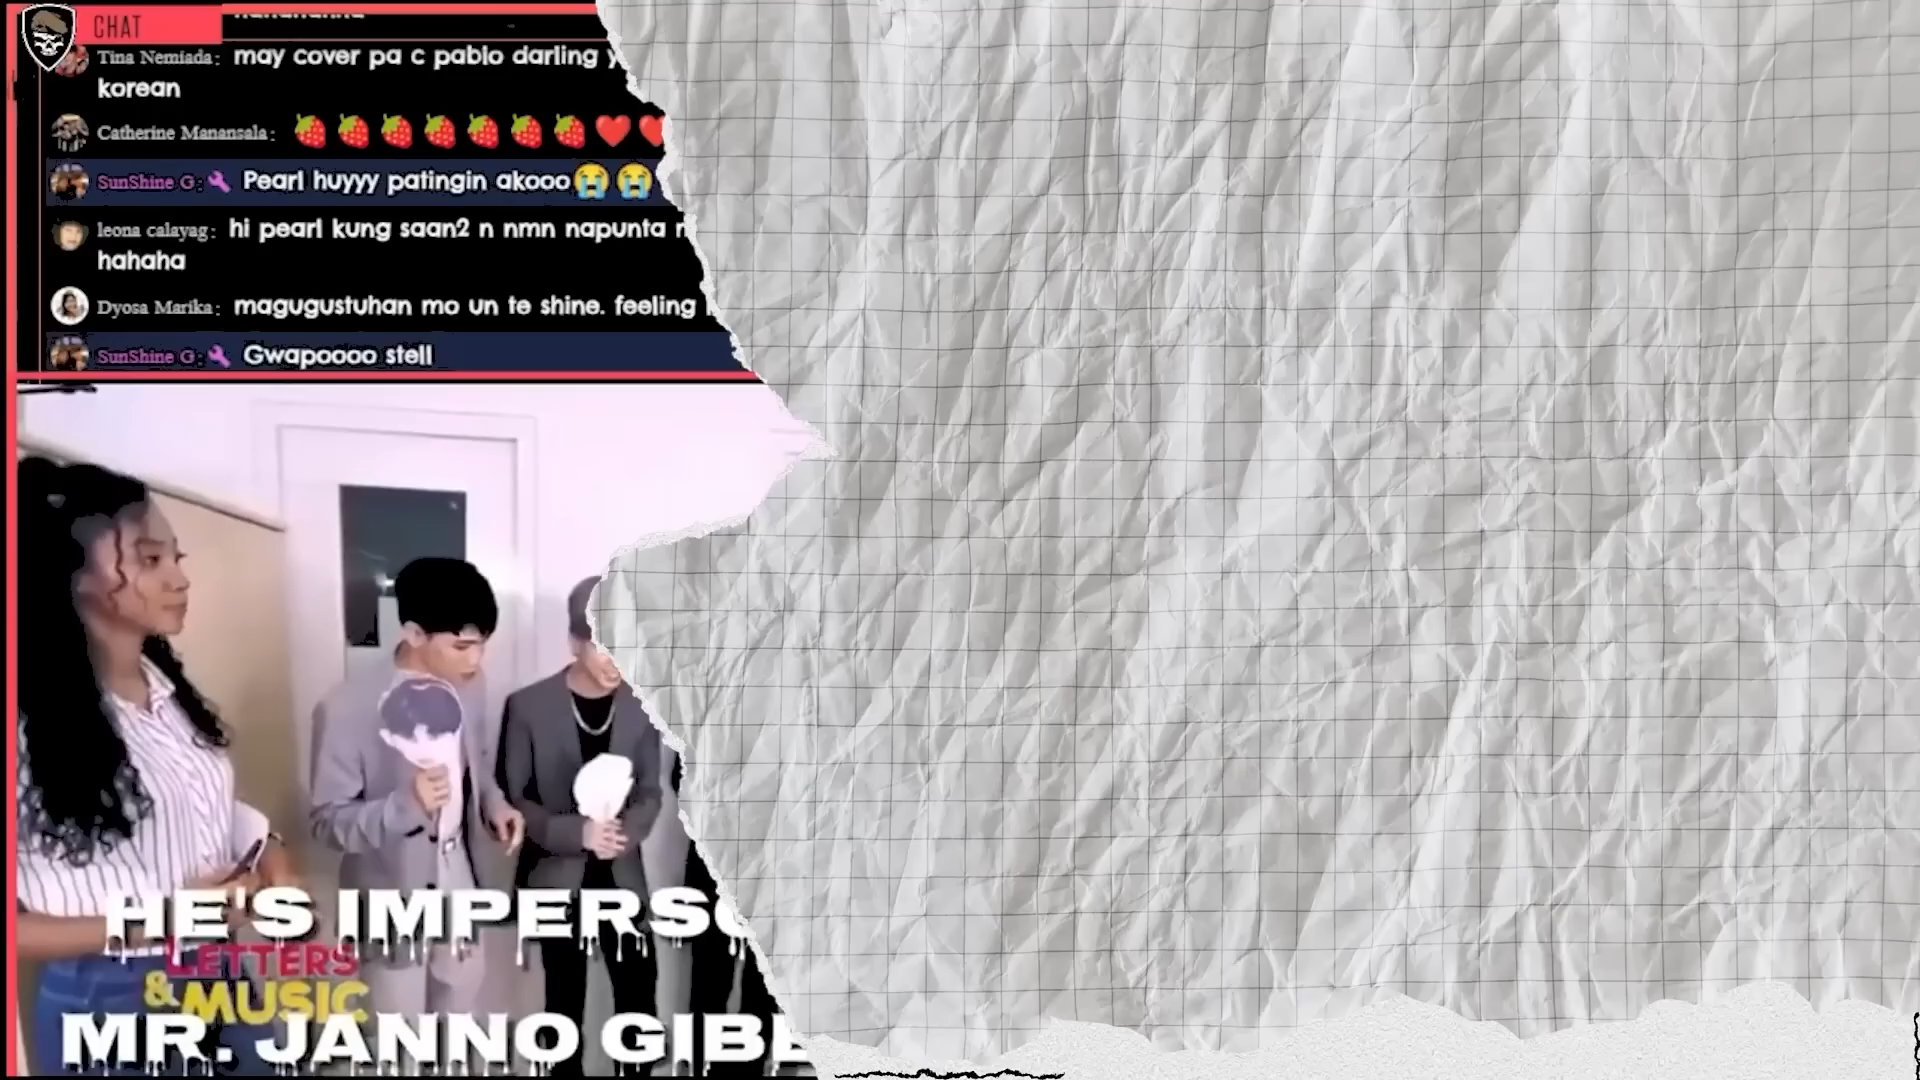 CHAT
Tina Nemiada: may cover pa c pablo darling
korean
Catherine Manansala:
SunShine G: Pearl huyyy patingin akooo
leona calayag: hi pearl kung saan2 n nmn napunta
hahaha
Dyosa Marika: magugustuhan mo un te shine. feeling
SunShine G: Gwapoooo stell
HE'S
LETTERS
&MUSIC
MR. JANNO